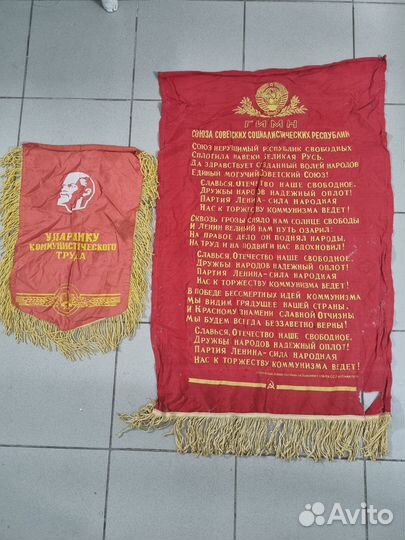 УДАРНИКУ
КОММУНИСТИЧЕСКОГО
ТРУДА
ГИМН
СОЮЗА СОВЕТСКИХ СОЦИАЛИСТИЧЕСКИХ РЕСПУБЛИК
Союз нерушимый республик свободных
Сплотила навеки Великая Русь.
Да здравствует созданный волей народов
Единый могучий Советский Союз!
Славься, Отечество наше свободное,
Дружбы народов надежный оплот!
Партия Ленина - сила народная
Нас к торжеству коммунизма ведет!
Сквозь грозы сияло нам солнце свободы
И Ленин великий нам путь озарил:
На правое дело он поднял народы,
На труд и на подвиги нас вдохновил!
Славься, Отечество наше свободное,
Дружбы народов надежный оплот!
Партия Ленина - сила народная
Нас к торжеству коммунизма ведет!
В победе бессмертных идей коммунизма
Мы видим грядущее нашей страны.
И Красному знамени славной Отчизны
Мы будем всегда беззаветно верны!
Славься, Отечество наше свободное,
Дружбы народов надежный оплот!
Партия Ленина - сила народная
Нас к торжеству коммунизма ведет!
Avito